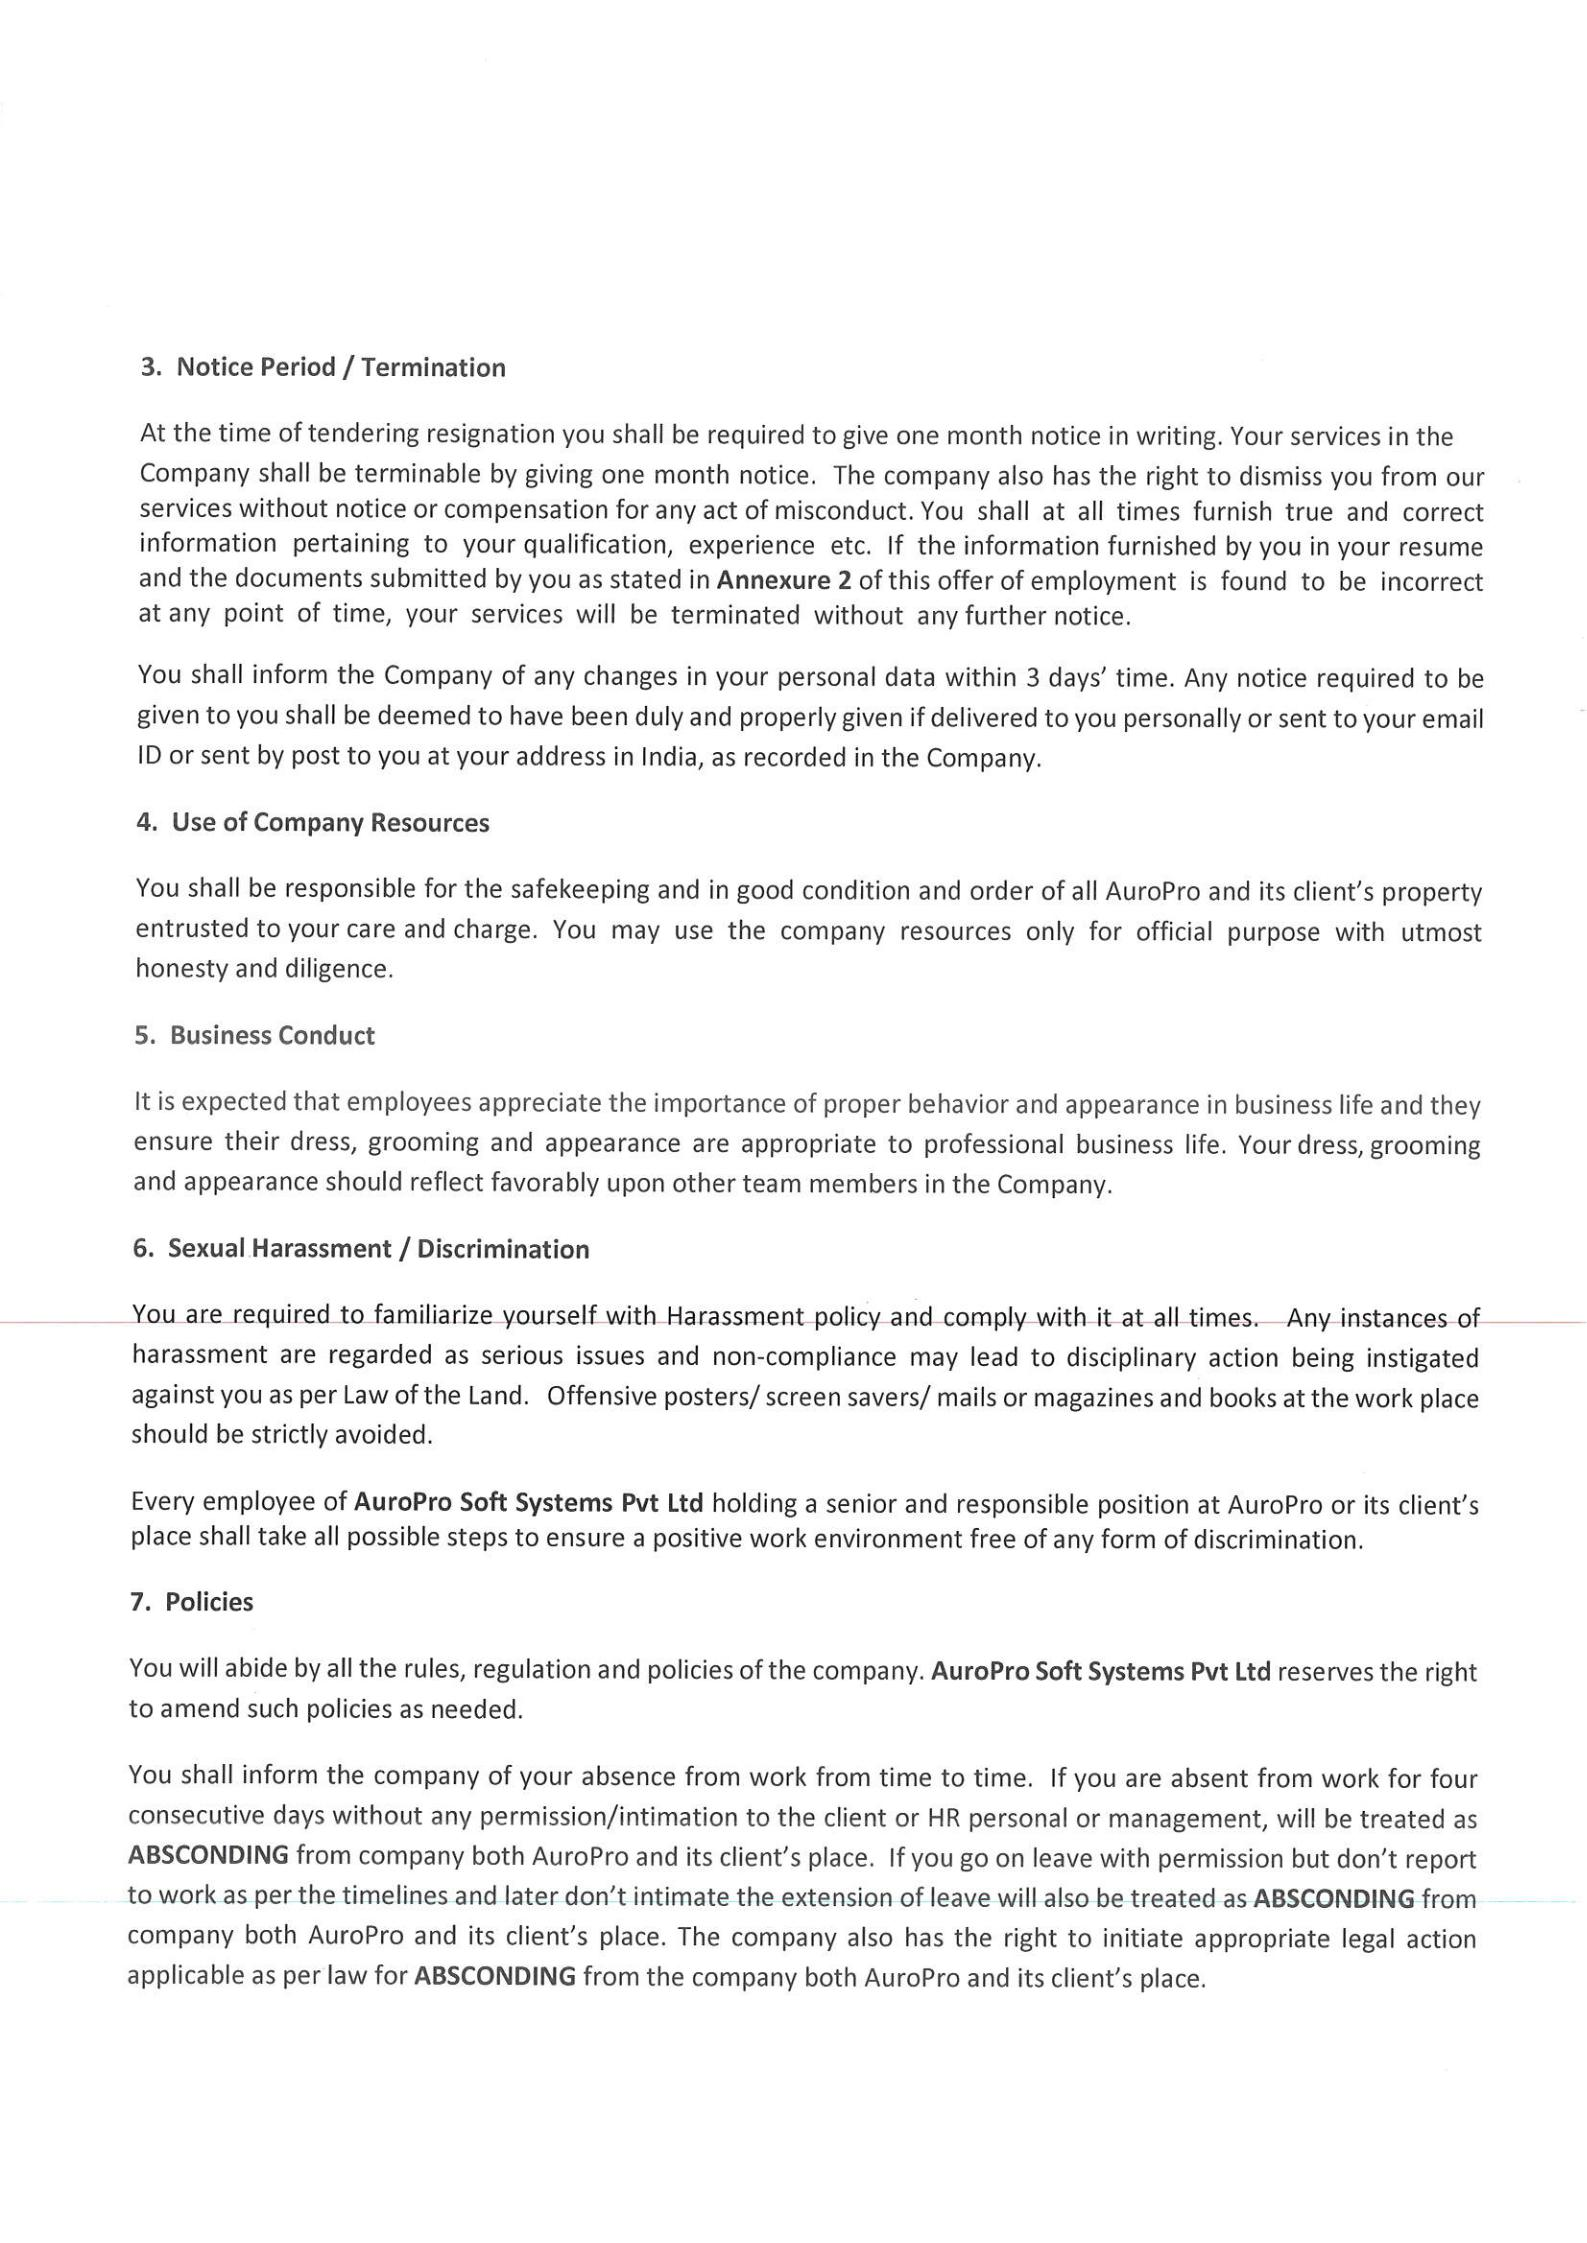 3. Notice Period / Termination
At the time of tendering resignation you shall be required to give one month notice in writing. Your services in the
Company shall be terminable by giving one month notice. The company also has the right to dismiss you from our
services without notice or compensation for any act of misconduct. You shall at all times furnish true and correct
information pertaining to your qualification, experience etc. If the information furnished by you in your resume
and the documents submitted by you as stated in Annexure 2 of this offer of employment is found to be incorrect
at any point of time, your services will be terminated without any further notice.
You shall inform the Company of any changes in your personal data within 3 days’ time. Any notice required to be
given to you shall be deemed to have been duly and properly given if delivered to you personally or sent to your email
ID or sent by post to you at your address in India, as recorded in the Company.
4. Use of Company Resources
You shall be responsible for the safekeeping and in good condition and order of all AuroPro and its client’s property
entrusted to your care and charge. You may use the company resources only for official purpose with utmost
honesty and diligence.
5. Business Conduct
It is expected that employees appreciate the importance of proper behavior and appearance in business life and they
ensure their dress, grooming and appearance are appropriate to professional business life. Your dress, grooming
and appearance should reflect favorably upon other team members in the Company.
6. Sexual Harassment / Discrimination
You are required to familiarize yourself with Harassment policy and comply with it at all times. Any instances of
harassment are regarded as serious issues and non-compliance may lead to disciplinary action being instigated
against you as per Law of the Land. Offensive posters/ screen savers/ mails or magazines and books at the work place
should be strictly avoided.
Every employee of AuroPro Soft Systems Pvt Ltd holding a senior and responsible position at AuroPro or its client’s
place shall take all possible steps to ensure a positive work environment free of any form of discrimination.
7. Policies
You will abide by all the rules, regulation and policies of the company. AuroPro Soft Systems Pvt Ltd reserves the right
to amend such policies as needed.
You shall inform the company of your absence from work from time to time. If you are absent from work for four
consecutive days without any permission/intimation to the client or HR personal or management, will be treated as
ABSCONDING from company both AuroPro and its client’s place. If you go on leave with permission but don’t report
to work as per the timelines and later don’t intimate the extension of leave will also be treated as ABSCONDING from
company both AuroPro and its client’s place. The company also has the right to initiate appropriate legal action
applicable as per law for ABSCONDING from the company both AuroPro and its client’s place.